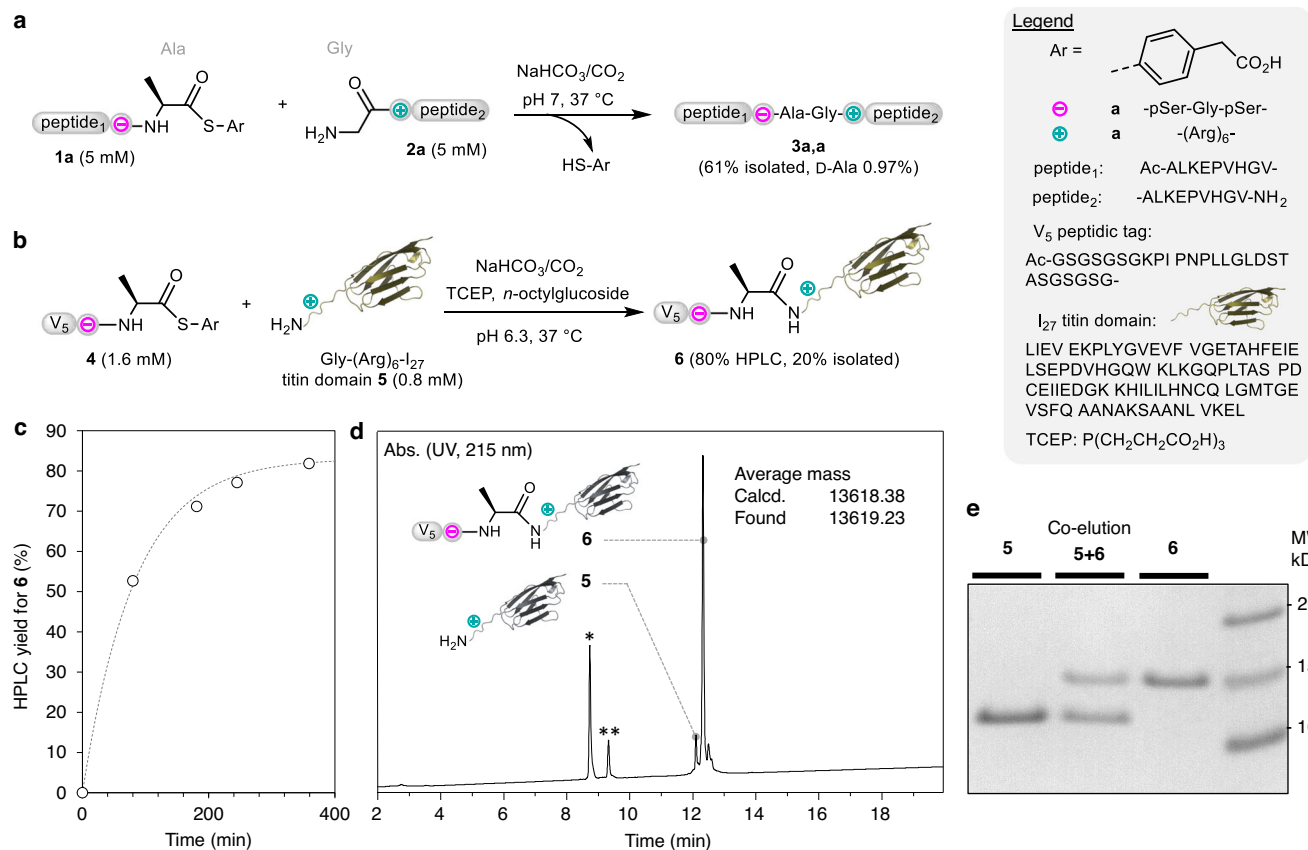 a
Ala
Gly
peptide1
-NH
O
S-Ar
1a (5 mM)
+
O
H2N
peptide2
2a (5 mM)
NaHCO3/CO2
pH 7, 37 °C
HS-Ar
peptide1 -Ala-Gly- peptide2
3a,a
(61% isolated, D-Ala 0.97%)
b
V5
-NH
O
S-Ar
4 (1.6 mM)
+
H2N
Gly-(Arg)6-I27
titin domain 5 (0.8 mM)
NaHCO3/CO2
TCEP, n-octylglucoside
pH 6.3, 37 °C
V5
-NH
O
N
H
6 (80% HPLC, 20% isolated)
Legend
Ar =
CO2H
a -pSer-Gly-pSer-
a -(Arg)6-
peptide1: Ac-ALKEPVHGV-
peptide2: -ALKEPVHGV-NH2
V5 peptidic tag:
Ac-GSGSGSGKPI PNPLLGLDST
ASGSGSG-
I27 titin domain:
LIEV EKPLYGVEVF VGETAHFEIE
LSEPDVHGQW KLKGQPLTAS PD
CEIIEDGK KHILILHNCQ LGMTGE
VSFQ AANAKSAANL VKEL
TCEP: P(CH2CH2CO2H)3
c
HPLC yield for 6 (%)
90
80
70
60
50
40
30
20
10
0
0 200 400
Time (min)
d
Abs. (UV, 215 nm)
V5
-NH
O
N
H
6
5
H2N
*
**
Average mass
Calcd. 13618.38
Found 13619.23
2 4 6 8 10 12 14 16 18
Time (min)
e
5
Co-elution
5+6
6